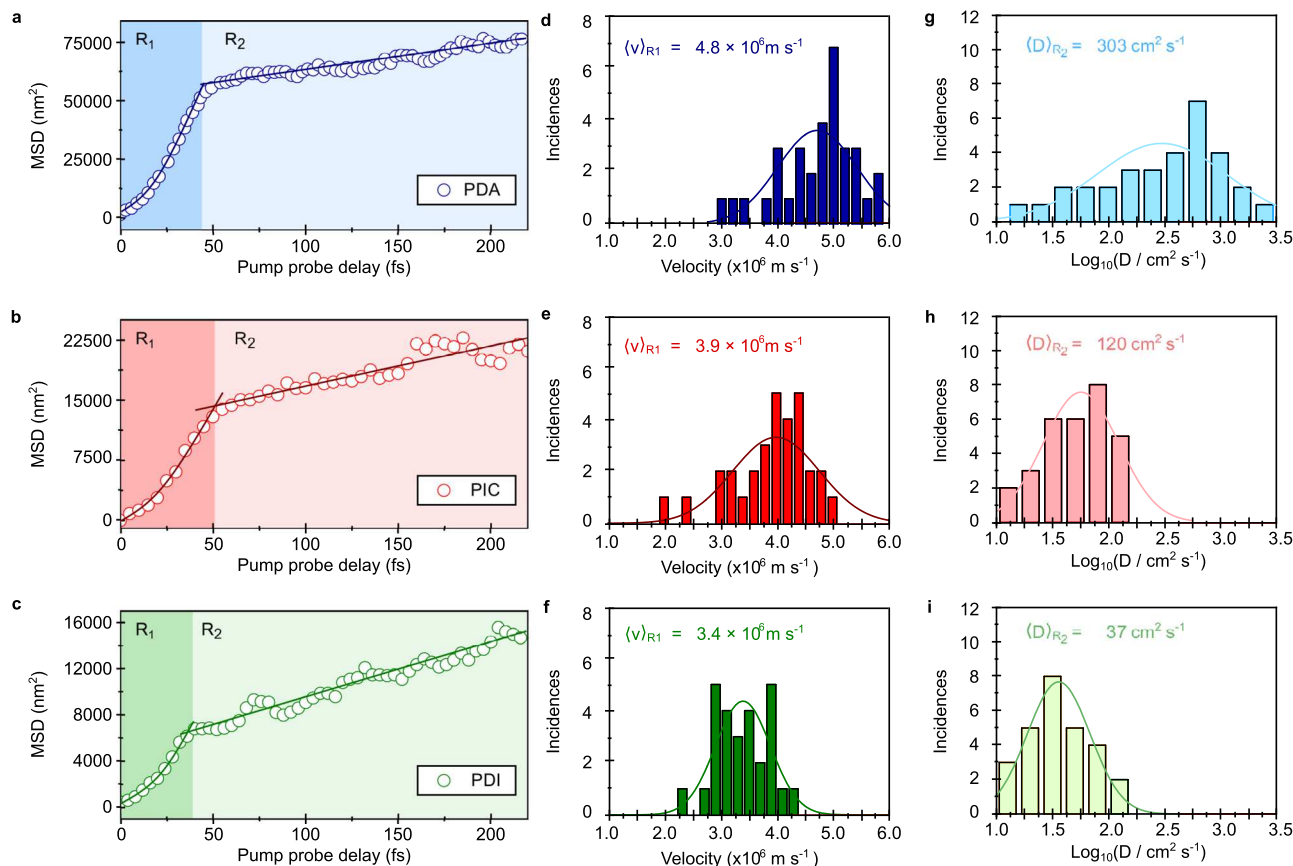 a
R₁
R₂
75000
50000
25000
0
MSD (nm²)
PDA
0
50
100
150
200
Pump probe delay (fs)
d
8
6
4
2
0
Incidences
⟨v⟩R1 = 4.8 × 10⁶m s⁻¹
1.0
2.0
3.0
4.0
5.0
6.0
Velocity (x10⁶ m s⁻¹ )
g
12
10
8
6
4
2
0
Incidences
⟨D⟩R₂ = 303 cm² s⁻¹
1.0
1.5
2.0
2.5
3.0
3.5
Log₁₀(D / cm² s⁻¹)
b
R₁
R₂
22500
15000
7500
0
MSD (nm²)
PIC
0
50
100
150
200
Pump probe delay (fs)
e
8
6
4
2
0
Incidences
⟨v⟩R1 = 3.9 × 10⁶m s⁻¹
1.0
2.0
3.0
4.0
5.0
6.0
Velocity (x10⁶ m s⁻¹ )
h
12
10
8
6
4
2
0
Incidences
⟨D⟩R₂ = 120 cm² s⁻¹
1.0
1.5
2.0
2.5
3.0
3.5
Log₁₀(D / cm² s⁻¹)
c
R₁
R₂
16000
12000
8000
4000
0
MSD (nm²)
PDI
0
50
100
150
200
Pump probe delay (fs)
f
8
6
4
2
0
Incidences
⟨v⟩R1 = 3.4 × 10⁶m s⁻¹
1.0
2.0
3.0
4.0
5.0
6.0
Velocity (x10⁶ m s⁻¹ )
i
12
10
8
6
4
2
0
Incidences
⟨D⟩R₂ = 37 cm² s⁻¹
1.0
1.5
2.0
2.5
3.0
3.5
Log₁₀(D / cm² s⁻¹)